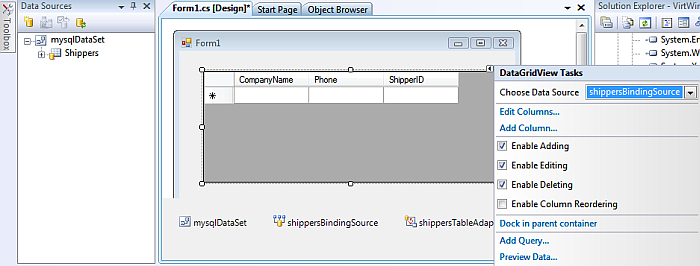 Toolbox
Data Sources
mysqlDataSet
Shippers
Form1.cs [Design]*
Start Page
Object Browser
Form1
CompanyName
Phone
ShipperID
mysqlDataSet
shippersBindingSource
shippersTableAdap
Solution Explorer - VirtWin
System.En
System.W
DataGridView Tasks
Choose Data Source
shippersBindingSource
Edit Columns...
Add Column...
Enable Adding
Enable Editing
Enable Deleting
Enable Column Reordering
Dock in parent container
Add Query...
Preview Data...